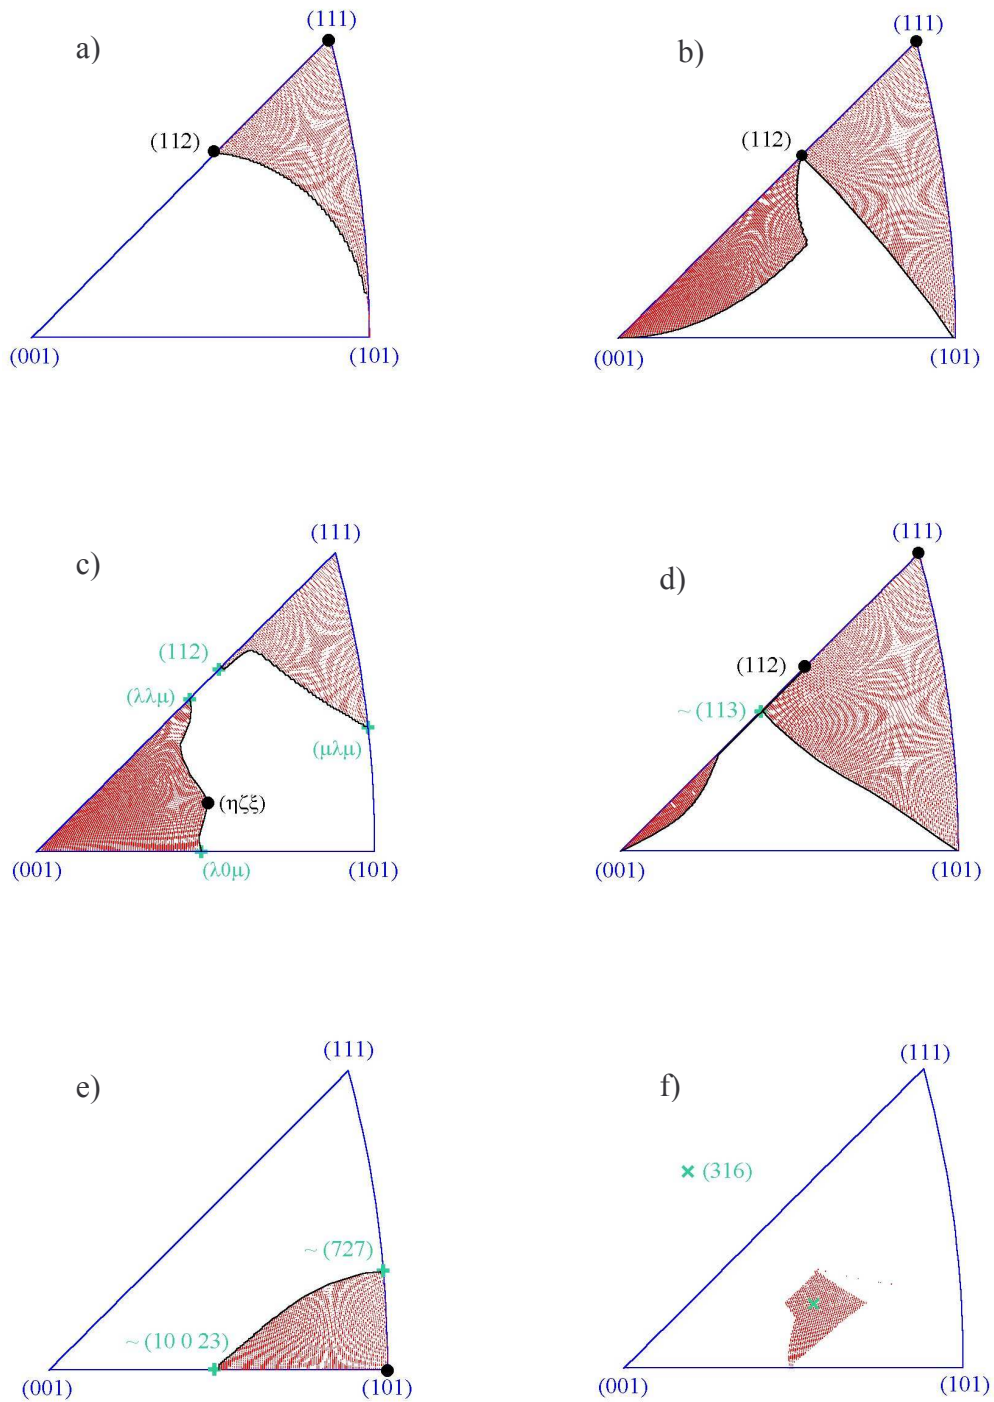 a)
(111)
(112)
(001)
(101)
b)
(111)
(112)
(001)
(101)
c)
(111)
(112)
(λλμ)
(μλμ)
(ηζξ)
(001)
(λ0μ)
(101)
d)
(111)
(112)
~ (113)
(001)
(101)
e)
(111)
~ (727)
~ (10 0 23)
(001)
(101)
f)
(111)
(316)
(001)
(101)